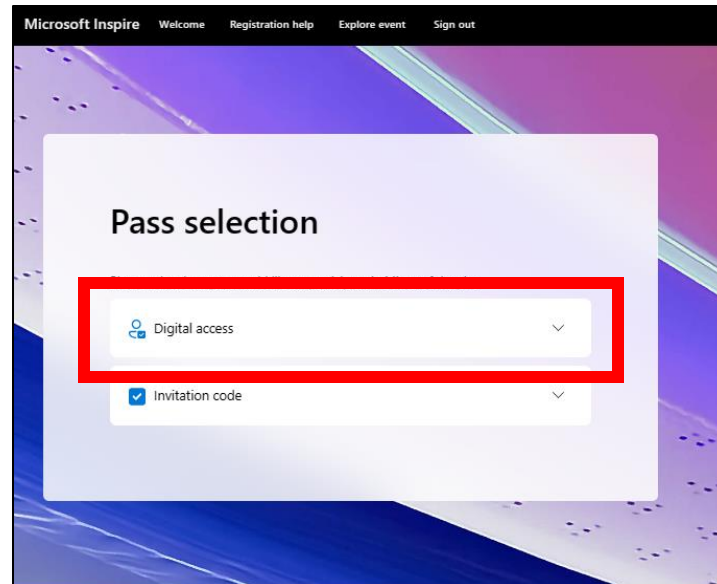 Microsoft Inspire Welcome Registration help Explore event Sign out
Pass selection
Digital access
Invitation code